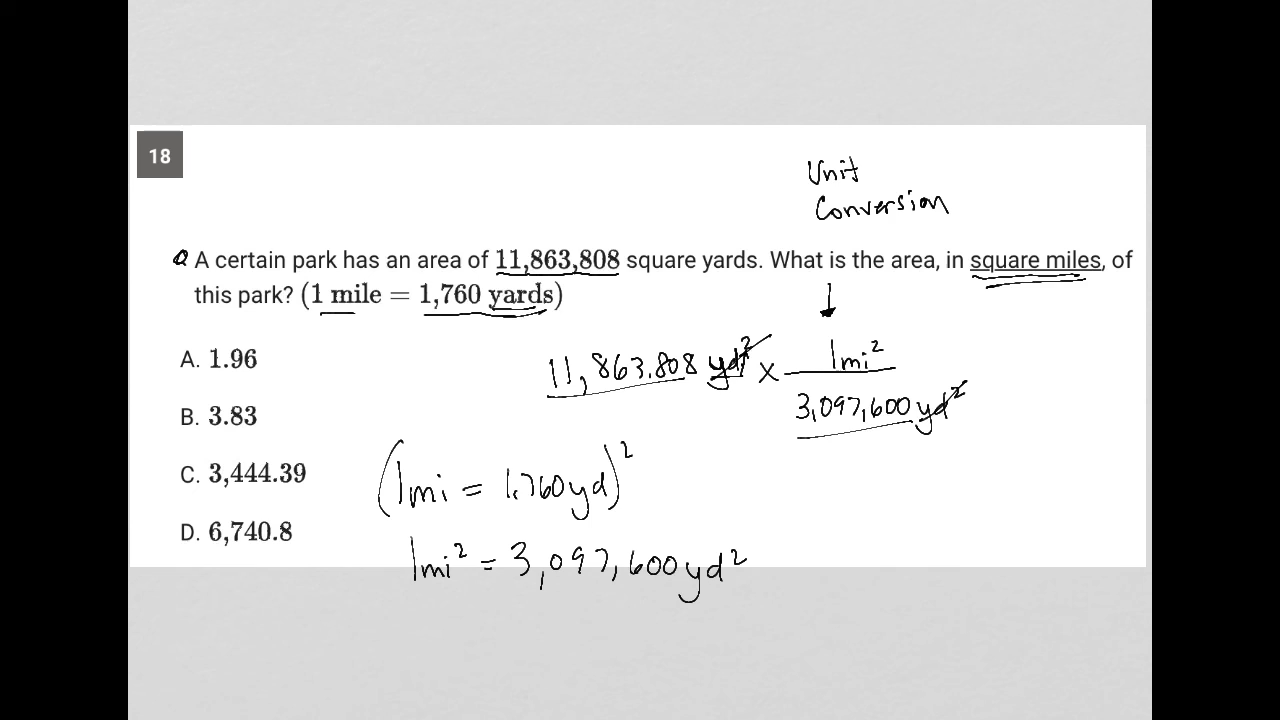 18
Unit
Conversion
Q A certain park has an area of 11,863,808 square yards. What is the area, in square miles, of
this park? (1 mile = 1,760 yards)
A. 1.96
B. 3.83
C. 3,444.39
D. 6,740.8
11,863.808 yd² × 1mi²
3,097,600 yd²
(1mi = 1,760yd)²
1mi² = 3,097,600 yd²